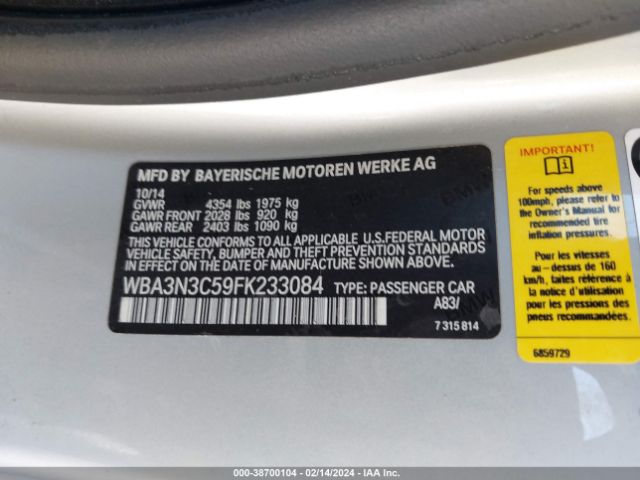 MFD BY BAYERISCHE MOTOREN WERKE AG
10/14
GVWR 4354 lbs 1975 kg
GAWR FRONT 2028 lbs 920 kg
GAWR REAR 2403 lbs 1090 kg
THIS VEHICLE CONFORMS TO ALL APPLICABLE U.S. FEDERAL MOTOR
VEHICLE SAFETY, BUMPER AND THEFT PREVENTION STANDARDS
IN EFFECT ON THE DATE OF MANUFACTURE SHOWN ABOVE.
WBA3N3C59FK233084 TYPE: PASSENGER CAR
A83/
7 315 814
IMPORTANT!
For speeds above
100mph, please refer to
the Owner's Manual for
recommended tire
inflation pressures.
Pour les vitesses
au-dessus de 160
km/h, faites référence à
la notice d'utilisation
pour les pressions des
pneus recommandées.
6859729
000-38700104 | 02/14/2024 | IAA Inc.